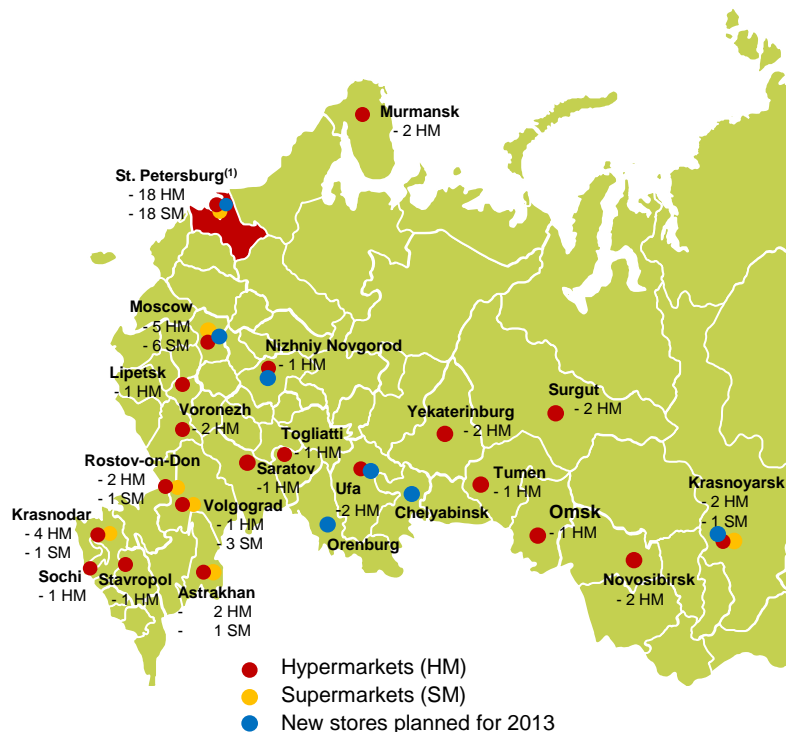 Murmansk
- 2 HM
St. Petersburg(1)
- 18 HM
- 18 SM
Moscow
- 5 HM
- 6 SM
Nizhniy Novgorod
- 1 HM
Lipetsk
- 1 HM
Surgut
- 2 HM
Voronezh
- 2 HM
Yekaterinburg
- 2 HM
Togliatti
- 1 HM
Rostov-on-Don
- 2 HM
- 1 SM
Saratov
-1 HM
Ufa
-2 HM
Chelyabinsk
Tumen
- 1 HM
Krasnoyarsk
- 2 HM
- 1 SM
Krasnodar
- 4 HM
- 1 SM
Volgograd
- 1 HM
- 3 SM
Orenburg
Omsk
- 1 HM
Sochi
- 1 HM
Stavropol
- 1 HM
Astrakhan
- 2 HM
- 1 SM
Novosibirsk
- 2 HM
Hypermarkets (HM)
Supermarkets (SM)
New stores planned for 2013